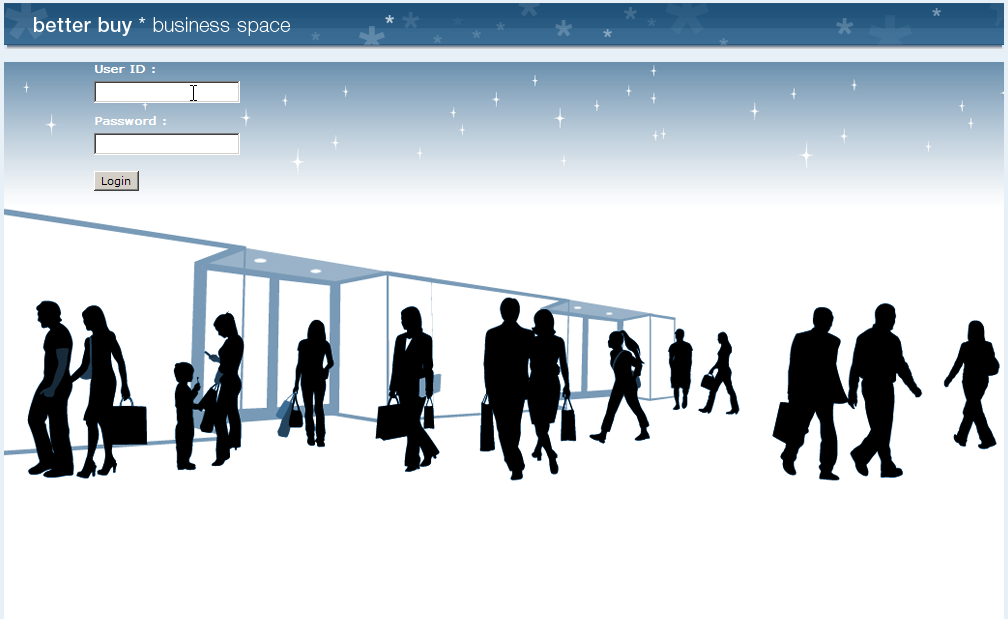 better buy * business space
User ID :
Password :
Login